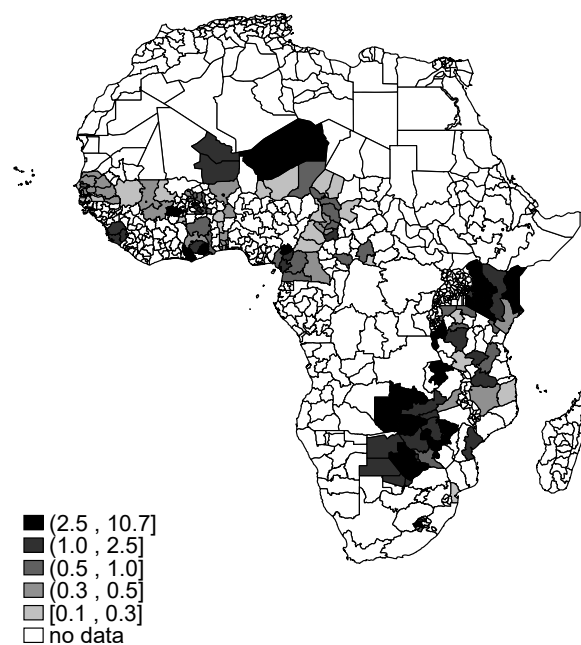 (2.5 , 10.7]
(1.0 , 2.5]
(0.5 , 1.0]
(0.3 , 0.5]
[0.1 , 0.3]
no data